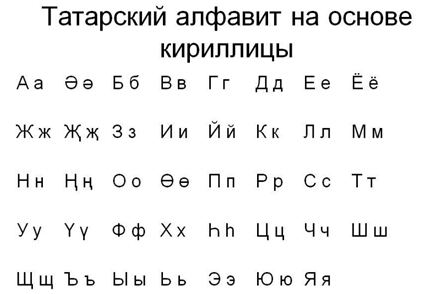 Татарский алфавит на основе
кириллицы
Аа Әә Бб Вв Гг Дд Ее Ёё
Жж Җҗ Зз Ии Йй Кк Лл Мм
Нн Ңң Оо Өө Пп Рр Сс Тт
Уу Үү Фф Хх Һһ Цц Чч Шш
Щщ Ъъ Ыы Ьь Ээ Юю Яя